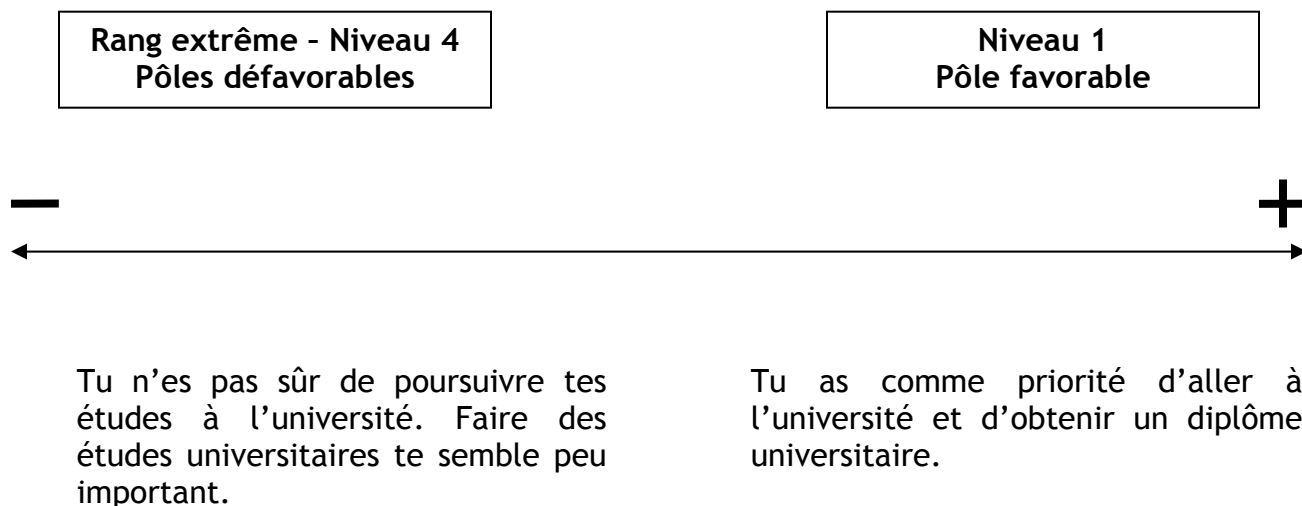 Rang extrême – Niveau 4
Pôles défavorables
Niveau 1
Pôle favorable
–
+
Tu n’es pas sûr de poursuivre tes
études à l’université. Faire des
études universitaires te semble peu
important.
Tu as comme priorité d’aller à
l’université et d’obtenir un diplôme
universitaire.